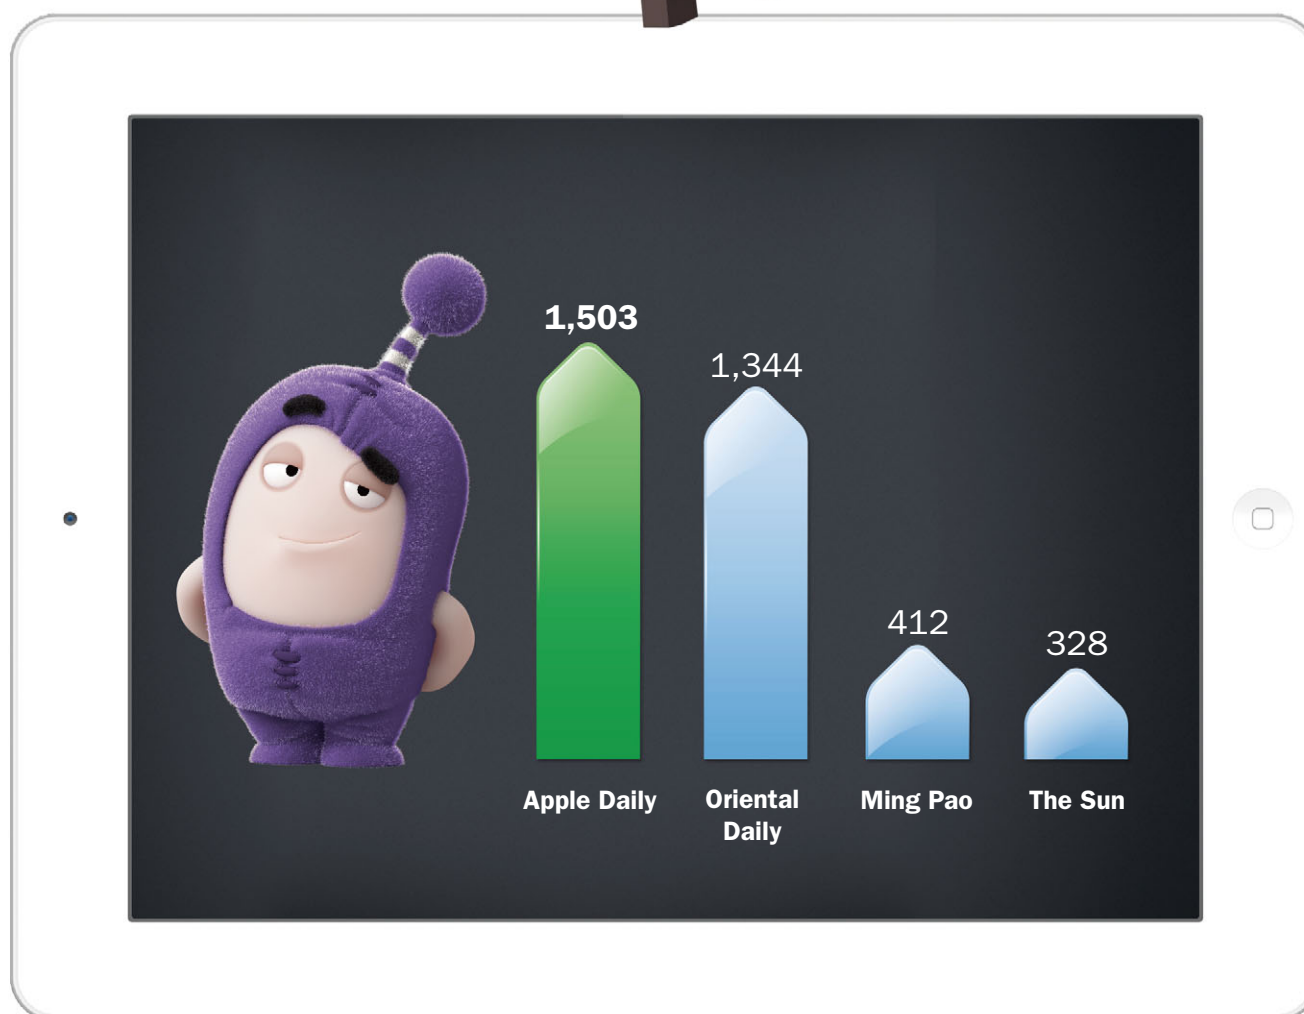 1,503
1,344
412
328
Apple Daily
Oriental
Daily
Ming Pao
The Sun